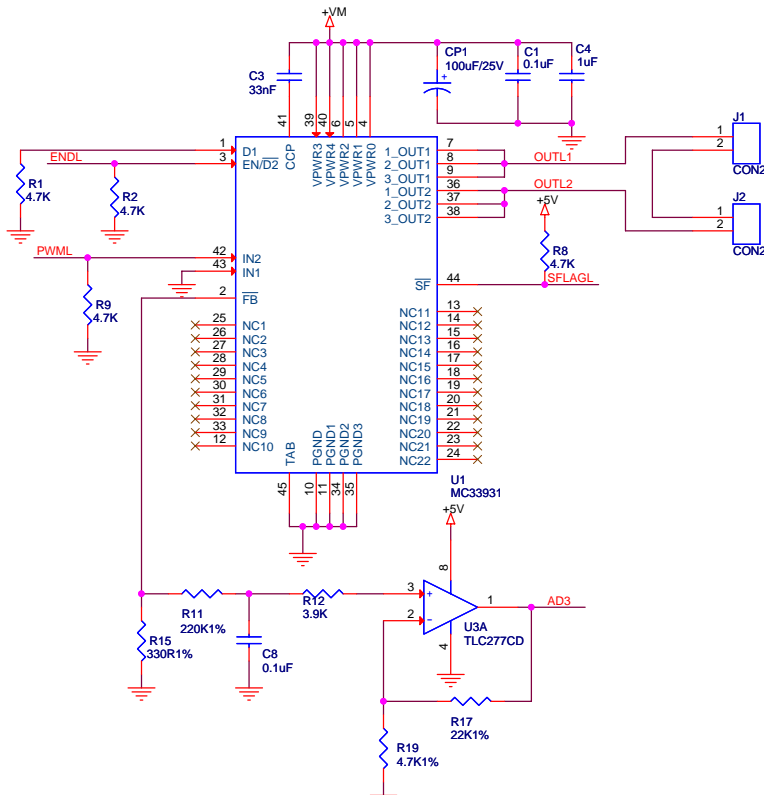 +VM
C3
33nF
CP1
100uF/25V
+
C1
0.1uF
C4
1uF
41
39
40
6
5
4
CCP
VPWR3
VPWR4
VPWR2
VPWR1
VPWR0
1
D1
ENDL
3
EN/D2
R1
4.7K
R2
4.7K
PWML
42
IN2
43
IN1
2
FB
R9
4.7K
25
NC1
26
NC2
27
NC3
28
NC4
29
NC5
30
NC6
31
NC7
32
NC8
33
NC9
12
NC10
1_OUT1
7
2_OUT1
8
3_OUT1
9
1_OUT2
36
2_OUT2
37
3_OUT2
38
OUTL1
OUTL2
J1
1
2
CON2
J2
1
2
CON2
+5V
R8
4.7K
SF
44
SFLAGL
NC11
13
NC12
14
NC13
15
NC14
16
NC15
17
NC16
18
NC17
19
NC18
20
NC19
21
NC20
22
NC21
23
NC22
24
TAB
PGND
PGND1
PGND2
PGND3
45
10
11
34
35
U1
MC33931
+5V
8
3
+
2
−
1
4
U3A
TLC277CD
AD3
R11
220K1%
R12
3.9K
R15
330R1%
C8
0.1uF
R17
22K1%
R19
4.7K1%